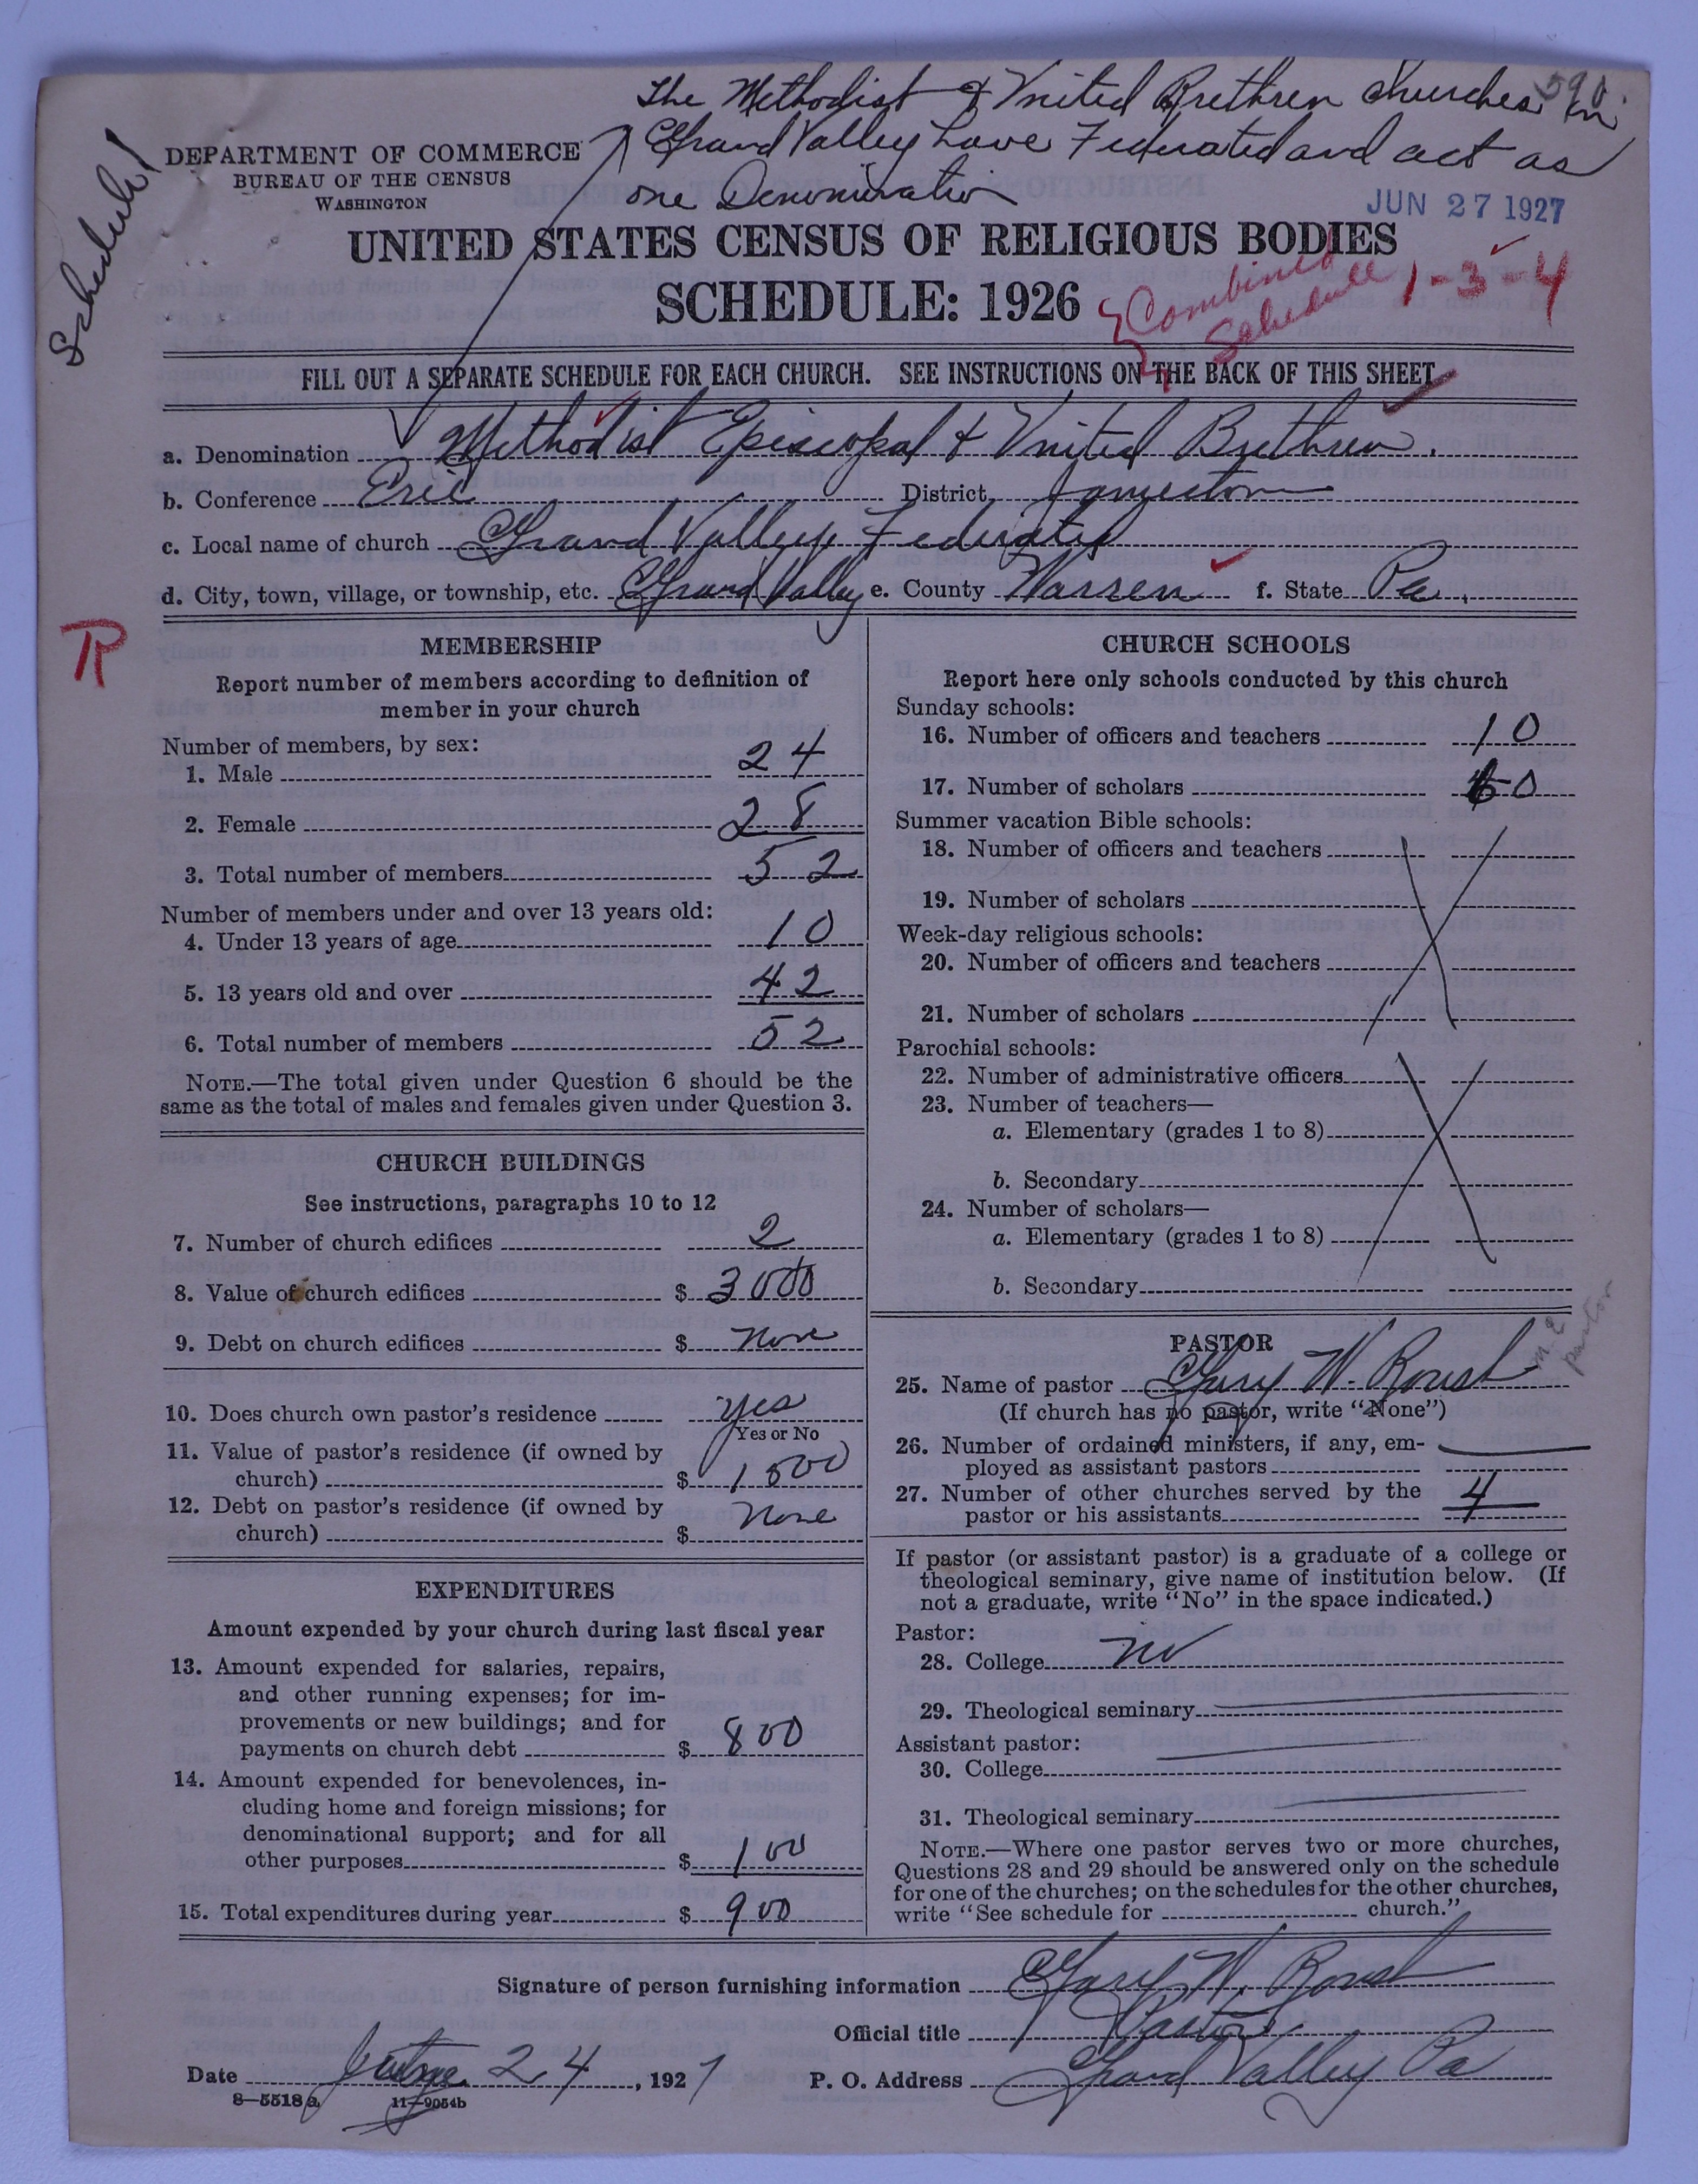 The Methodist & United Brethren Churches in 590.
Grand Valley have Federated and act as
one Denomination
Schedule 1
DEPARTMENT OF COMMERCE
BUREAU OF THE CENSUS
WASHINGTON
JUN 27 1927
UNITED STATES CENSUS OF RELIGIOUS BODIES
SCHEDULE: 1926
Combined Schedule 1-3-4
FILL OUT A SEPARATE SCHEDULE FOR EACH CHURCH. SEE INSTRUCTIONS ON THE BACK OF THIS SHEET
a. Denomination Methodist Episcopal & United Brethren.
b. Conference Erie District Jamestown
c. Local name of church Grand Valley Federated
d. City, town, village, or township, etc. Grand Valley e. County Warren f. State Pa.
R
MEMBERSHIP
Report number of members according to definition of
member in your church
Number of members, by sex:
1. Male 24
2. Female 28
3. Total number of members 52
Number of members under and over 13 years old:
4. Under 13 years of age 10
5. 13 years old and over 42
6. Total number of members 52
NOTE.—The total given under Question 6 should be the
same as the total of males and females given under Question 3.
CHURCH BUILDINGS
See instructions, paragraphs 10 to 12
7. Number of church edifices 2
8. Value of church edifices $ 3000
9. Debt on church edifices $ none
10. Does church own pastor's residence yes
Yes or No
11. Value of pastor's residence (if owned by
church) $ 1500
12. Debt on pastor's residence (if owned by
church) $ none
EXPENDITURES
Amount expended by your church during last fiscal year
13. Amount expended for salaries, repairs,
and other running expenses; for im-
provements or new buildings; and for
payments on church debt $ 800
14. Amount expended for benevolences, in-
cluding home and foreign missions; for
denominational support; and for all
other purposes $ 100
15. Total expenditures during year $ 900
CHURCH SCHOOLS
Report here only schools conducted by this church
Sunday schools:
16. Number of officers and teachers 10
17. Number of scholars 60
Summer vacation Bible schools:
18. Number of officers and teachers
19. Number of scholars
Week-day religious schools:
20. Number of officers and teachers
21. Number of scholars
Parochial schools:
22. Number of administrative officers
23. Number of teachers—
a. Elementary (grades 1 to 8)
b. Secondary
24. Number of scholars—
a. Elementary (grades 1 to 8)
b. Secondary
PASTOR
25. Name of pastor Gary W. Roush
m.e. pastor
(If church has no pastor, write "None")
26. Number of ordained ministers, if any, em-
ployed as assistant pastors
27. Number of other churches served by the
pastor or his assistants 4
If pastor (or assistant pastor) is a graduate of a college or
theological seminary, give name of institution below. (If
not a graduate, write "No" in the space indicated.)
Pastor:
28. College no
29. Theological seminary
Assistant pastor:
30. College
31. Theological seminary
NOTE.—Where one pastor serves two or more churches,
Questions 28 and 29 should be answered only on the schedule
for one of the churches; on the schedules for the other churches,
write "See schedule for church."
Signature of person furnishing information Gary W. Roush
Official title Pastor
Date 24, 1927 P. O. Address Grand Valley Pa
8—5518a 11—9054b